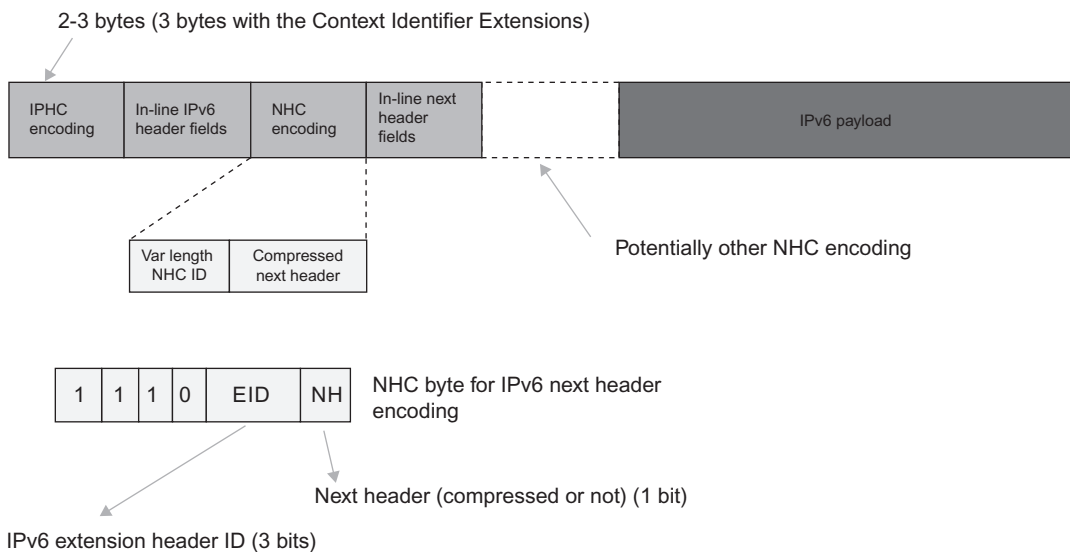 2-3 bytes (3 bytes with the Context Identifier Extensions)
IPHC
encoding
In-line IPv6
header fields
NHC
encoding
In-line next
header
fields
IPv6 payload
Var length
NHC ID
Compressed
next header
Potentially other NHC encoding
1 1 1 0 EID NH
NHC byte for IPv6 next header
encoding
Next header (compressed or not) (1 bit)
IPv6 extension header ID (3 bits)